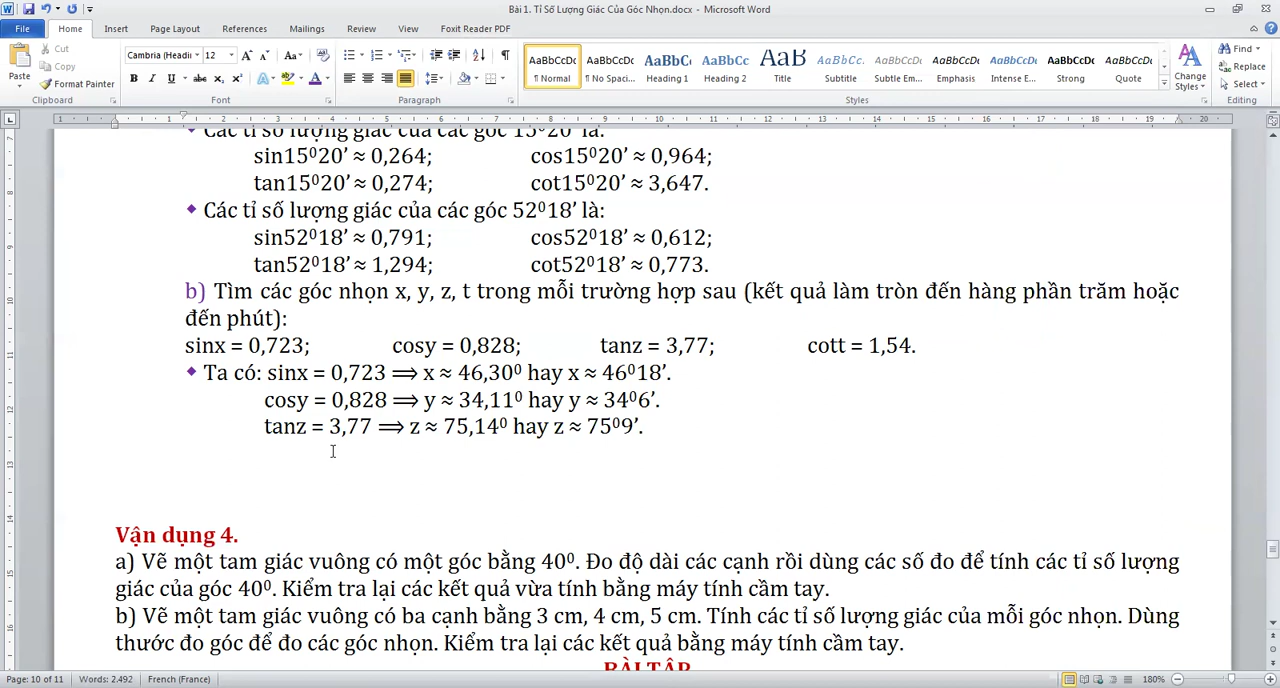 Bài 1. Tỉ Số Lượng Giác Của Góc Nhọn.docx - Microsoft Word
File Home Insert Page Layout References Mailings Review View Foxit Reader PDF
Paste Cut Copy Format Painter Clipboard
Cambria (Headi 12 Font
Paragraph
AaBbCcDc ¶ Normal
AaBbCcDc ¶ No Spaci...
AaBbCc Heading 1
AaBbCc Heading 2
AaB Title
AaBbCc. Subtitle
AaBbCcDc Subtle Em...
AaBbCcDc Emphasis
AaBbCcDc Intense E...
AaBbCcDc Strong
AaBbCcDc Quote
Styles
Change Styles
Find Replace Select Editing
Các tỉ số lượng giác của các góc 15⁰20’ là:
sin15⁰20’ ≈ 0,264; cos15⁰20’ ≈ 0,964;
tan15⁰20’ ≈ 0,274; cot15⁰20’ ≈ 3,647.
Các tỉ số lượng giác của các góc 52⁰18’ là:
sin52⁰18’ ≈ 0,791; cos52⁰18’ ≈ 0,612;
tan52⁰18’ ≈ 1,294; cot52⁰18’ ≈ 0,773.
b) Tìm các góc nhọn x, y, z, t trong mỗi trường hợp sau (kết quả làm tròn đến hàng phần trăm hoặc
đến phút):
sinx = 0,723; cosy = 0,828; tanz = 3,77; cott = 1,54.
Ta có: sinx = 0,723 ⟹ x ≈ 46,30⁰ hay x ≈ 46⁰18’.
cosy = 0,828 ⟹ y ≈ 34,11⁰ hay y ≈ 34⁰6’.
tanz = 3,77 ⟹ z ≈ 75,14⁰ hay z ≈ 75⁰9’.
Vận dụng 4.
a) Vẽ một tam giác vuông có một góc bằng 40⁰. Đo độ dài các cạnh rồi dùng các số đo để tính các tỉ số lượng
giác của góc 40⁰. Kiểm tra lại các kết quả vừa tính bằng máy tính cầm tay.
b) Vẽ một tam giác vuông có ba cạnh bằng 3 cm, 4 cm, 5 cm. Tính các tỉ số lượng giác của mỗi góc nhọn. Dùng
thước đo góc để đo các góc nhọn. Kiểm tra lại các kết quả bằng máy tính cầm tay.
BÀI TẬP
Page: 10 of 11 Words: 2.492 French (France) 180%